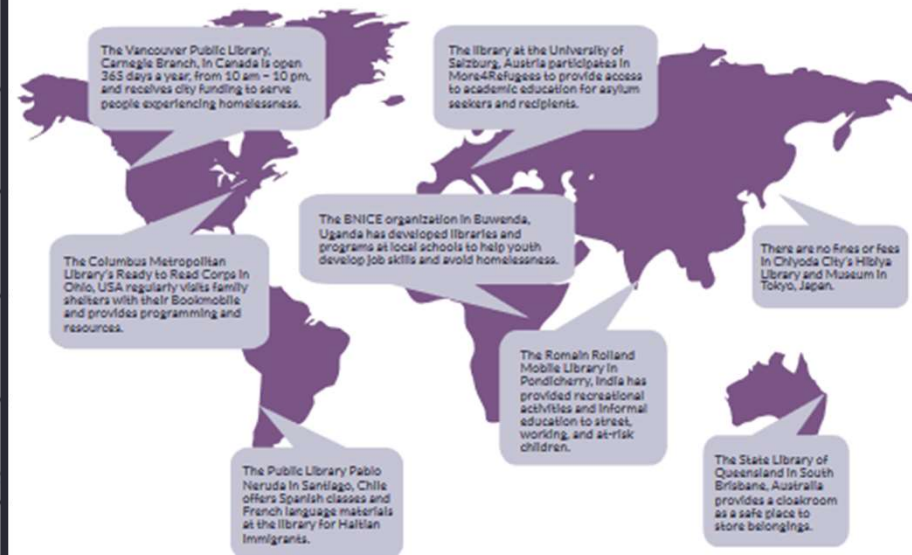 The Vancouver Public Library,
Carnegie Branch, in Canada is open
365 days a year, from 10 am – 10 pm,
and receives city funding to serve
people experiencing homelessness.
The library at the University of
Salzburg, Austria participates in
More4Refugees to provide access
to academic education for asylum
seekers and recipients.
The BNICE organization in Buwenda,
Uganda has developed libraries and
programs at local schools to help youth
develop job skills and avoid homelessness.
The Columbus Metropolitan
Library's Ready to Read Corps in
Ohio, USA regularly visits family
shelters with their Bookmobile
and provides programming and
resources.
There are no fines or fees
in Chiyoda City's Hibiya
Library and Museum in
Tokyo, Japan.
The Romain Rolland
Mobile Library in
Pondicherry, India has
provided recreational
activities and informal
education to street,
working, and at-risk
children.
The Public Library Pablo
Neruda in Santiago, Chile
offers Spanish classes and
French language materials
at the library for Haitian
immigrants.
The State Library of
Queensland in South
Brisbane, Australia
provides a cloakroom
as a safe place to
store belongings.